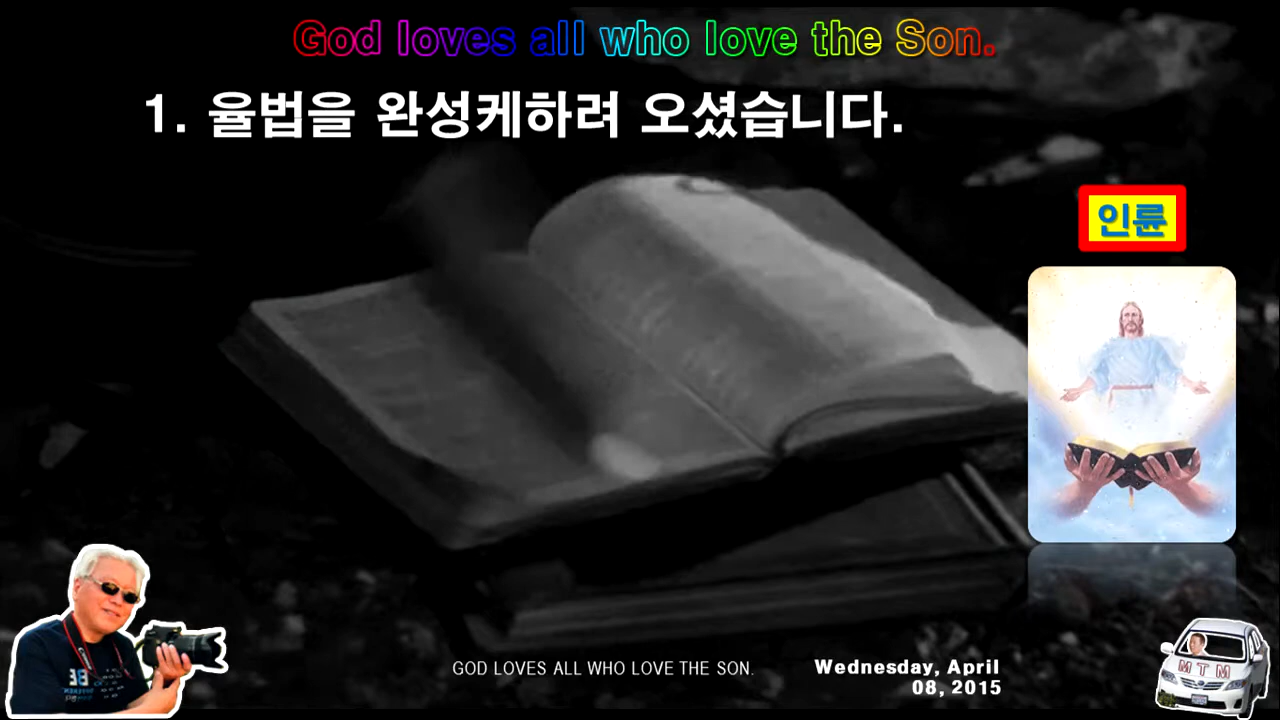 God loves all who love the Son.
1. 율법을 완성케하려 오셨습니다.
인륜
GOD LOVES ALL WHO LOVE THE SON.
Wednesday, April
08, 2015
M T M